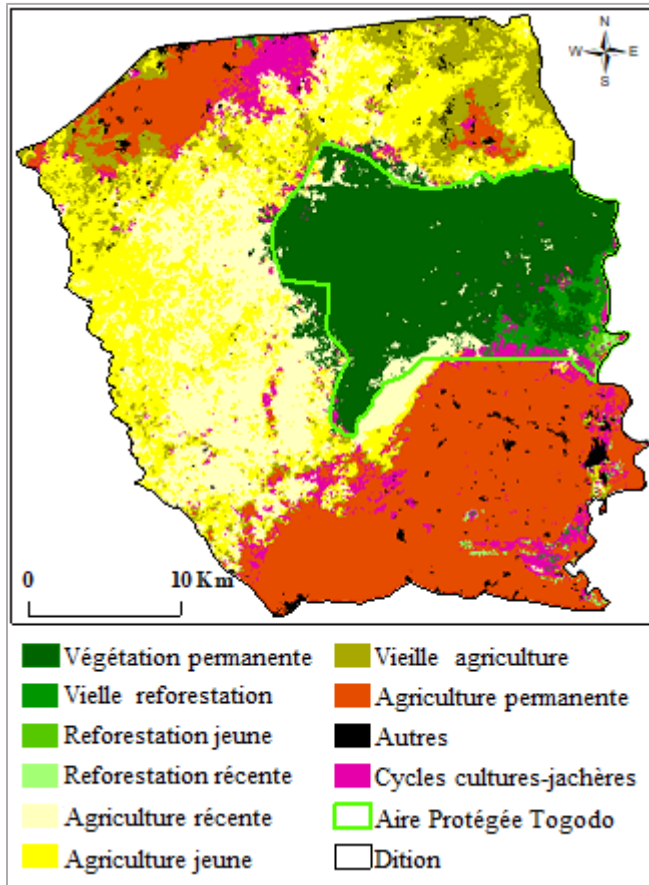 N
W E
S
0 10 Km
Végétation permanente
Vielle reforestation
Reforestation jeune
Reforestation récente
Agriculture récente
Agriculture jeune
Vieille agriculture
Agriculture permanente
Autres
Cycles cultures-jachères
Aire Protégée Togodo
Dition